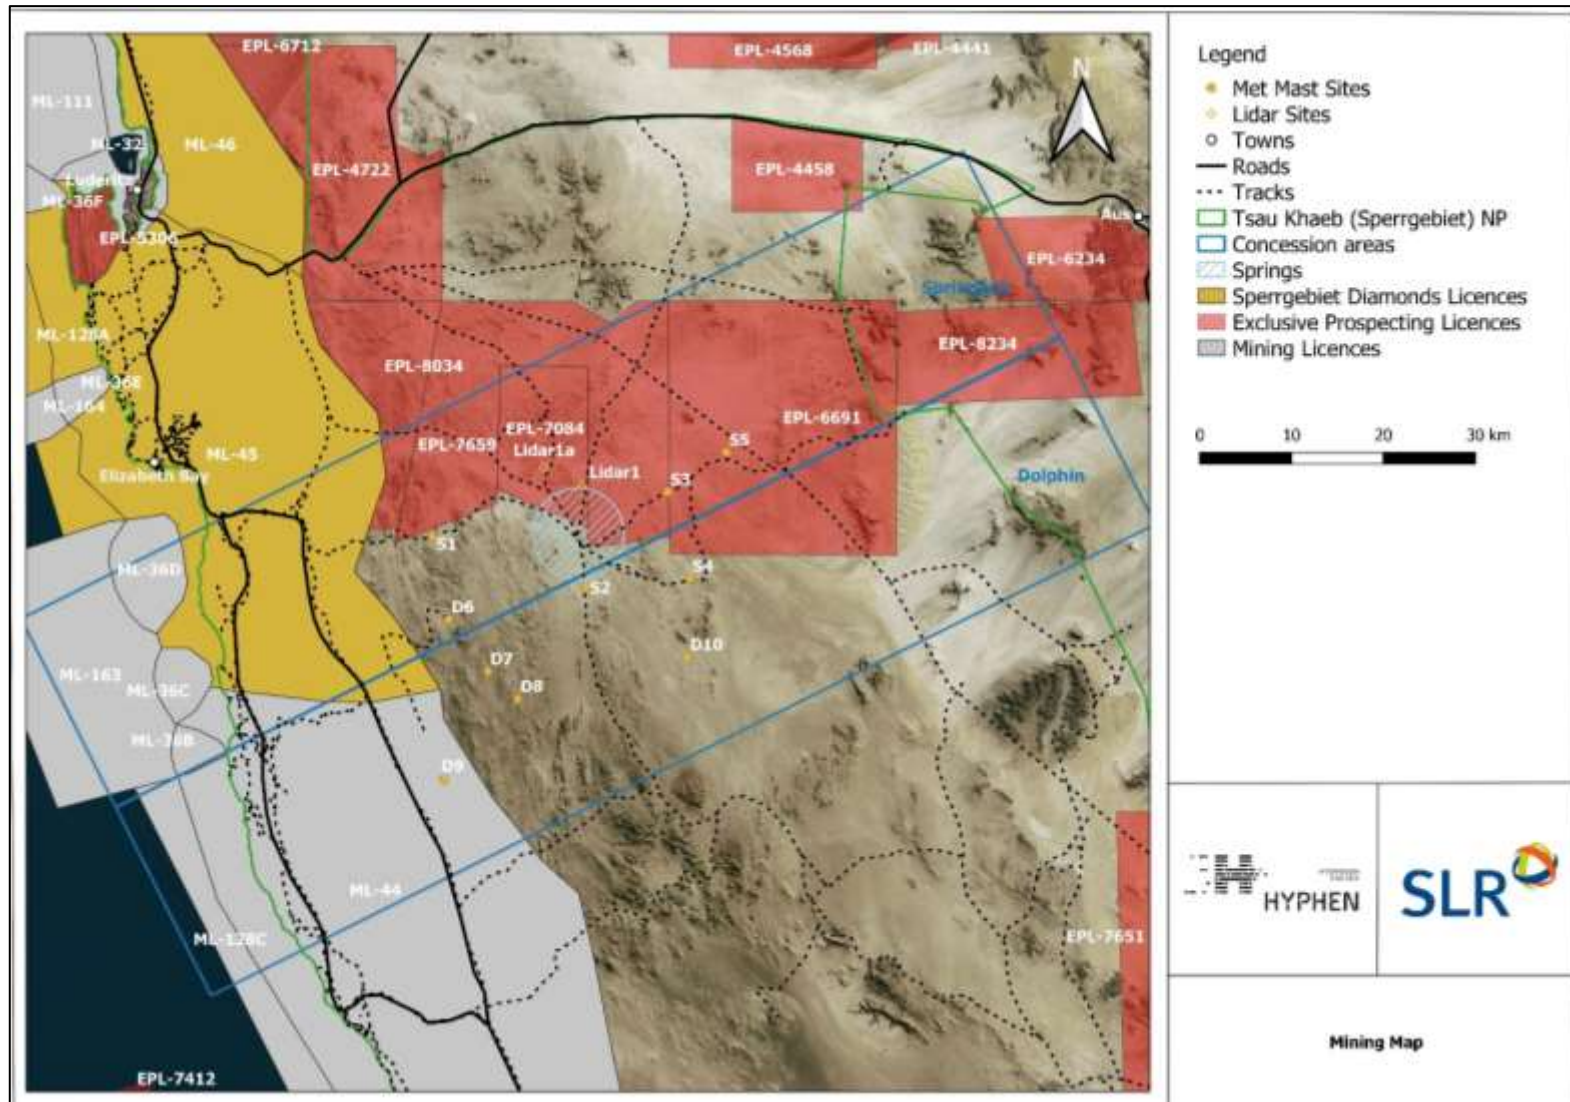 EPL-6712
EPL-4568
EPL-4441
N
ML-111
ML-32
ML-46
EPL-4722
EPL-4458
Luderitz
ML-36F
EPL-5306
Aus
EPL-6234
ML-128A
ML-36E
EPL-8034
EPL-8234
EPL-7659
EPL-7084
Lidar1a
EPL-6691
ML-45
Elizabeth Bay
Lidar1
S5
S3
Dolphin
S1
S4
S2
ML-36D
D6
D10
D7
D8
ML-163
ML-36C
ML-36B
D9
ML-44
ML-128C
EPL-7651
EPL-7412
Legend
Met Mast Sites
Lidar Sites
Towns
Roads
Tracks
Tsau Khaeb (Sperrgebiet) NP
Concession areas
Springs
Sperrgebiet Diamonds Licences
Exclusive Prospecting Licences
Mining Licences
0 10 20 30 km
HYPHEN
SLR
Mining Map